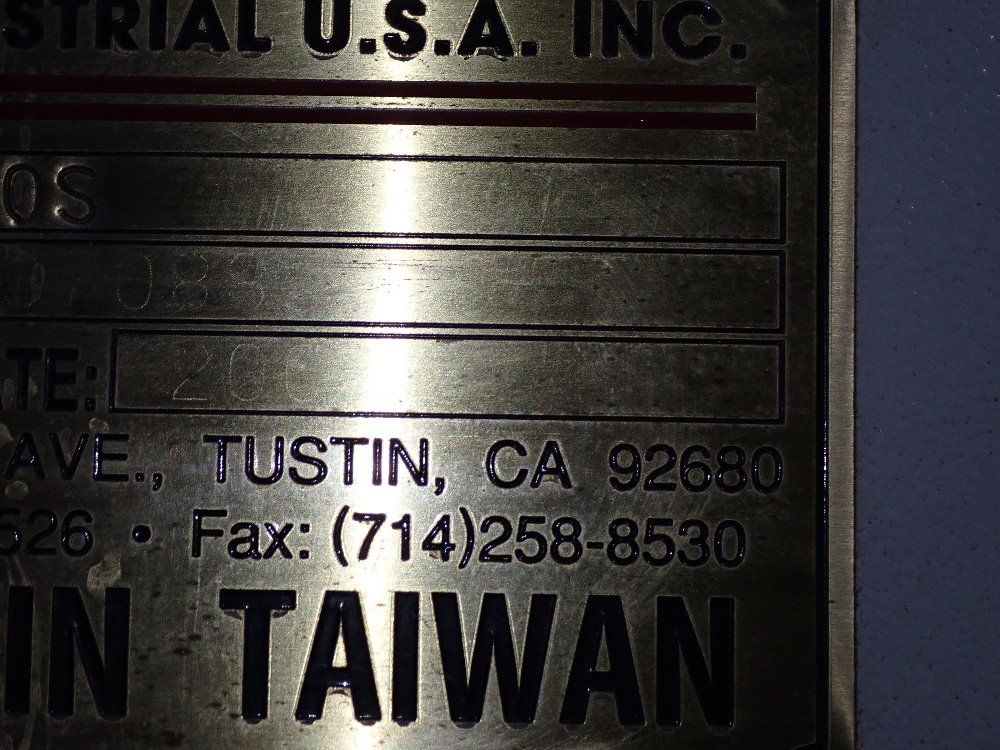 STRIAL U.S.A. INC.
0S
TE:
AVE., TUSTIN, CA 92680
526 • Fax: (714)258-8530
IN TAIWAN